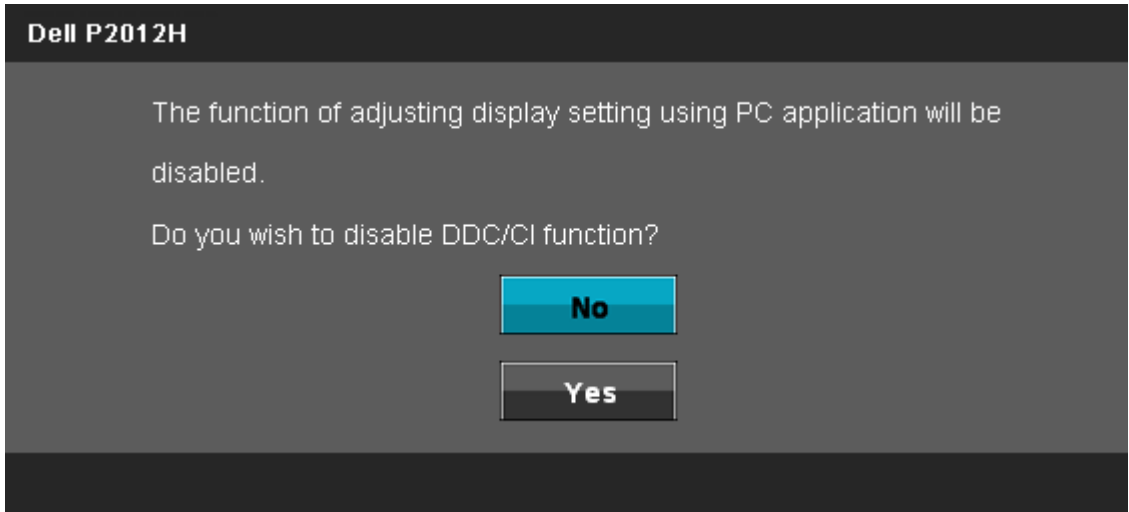 Dell P2012H
The function of adjusting display setting using PC application will be
disabled.
Do you wish to disable DDC/CI function?
No
Yes